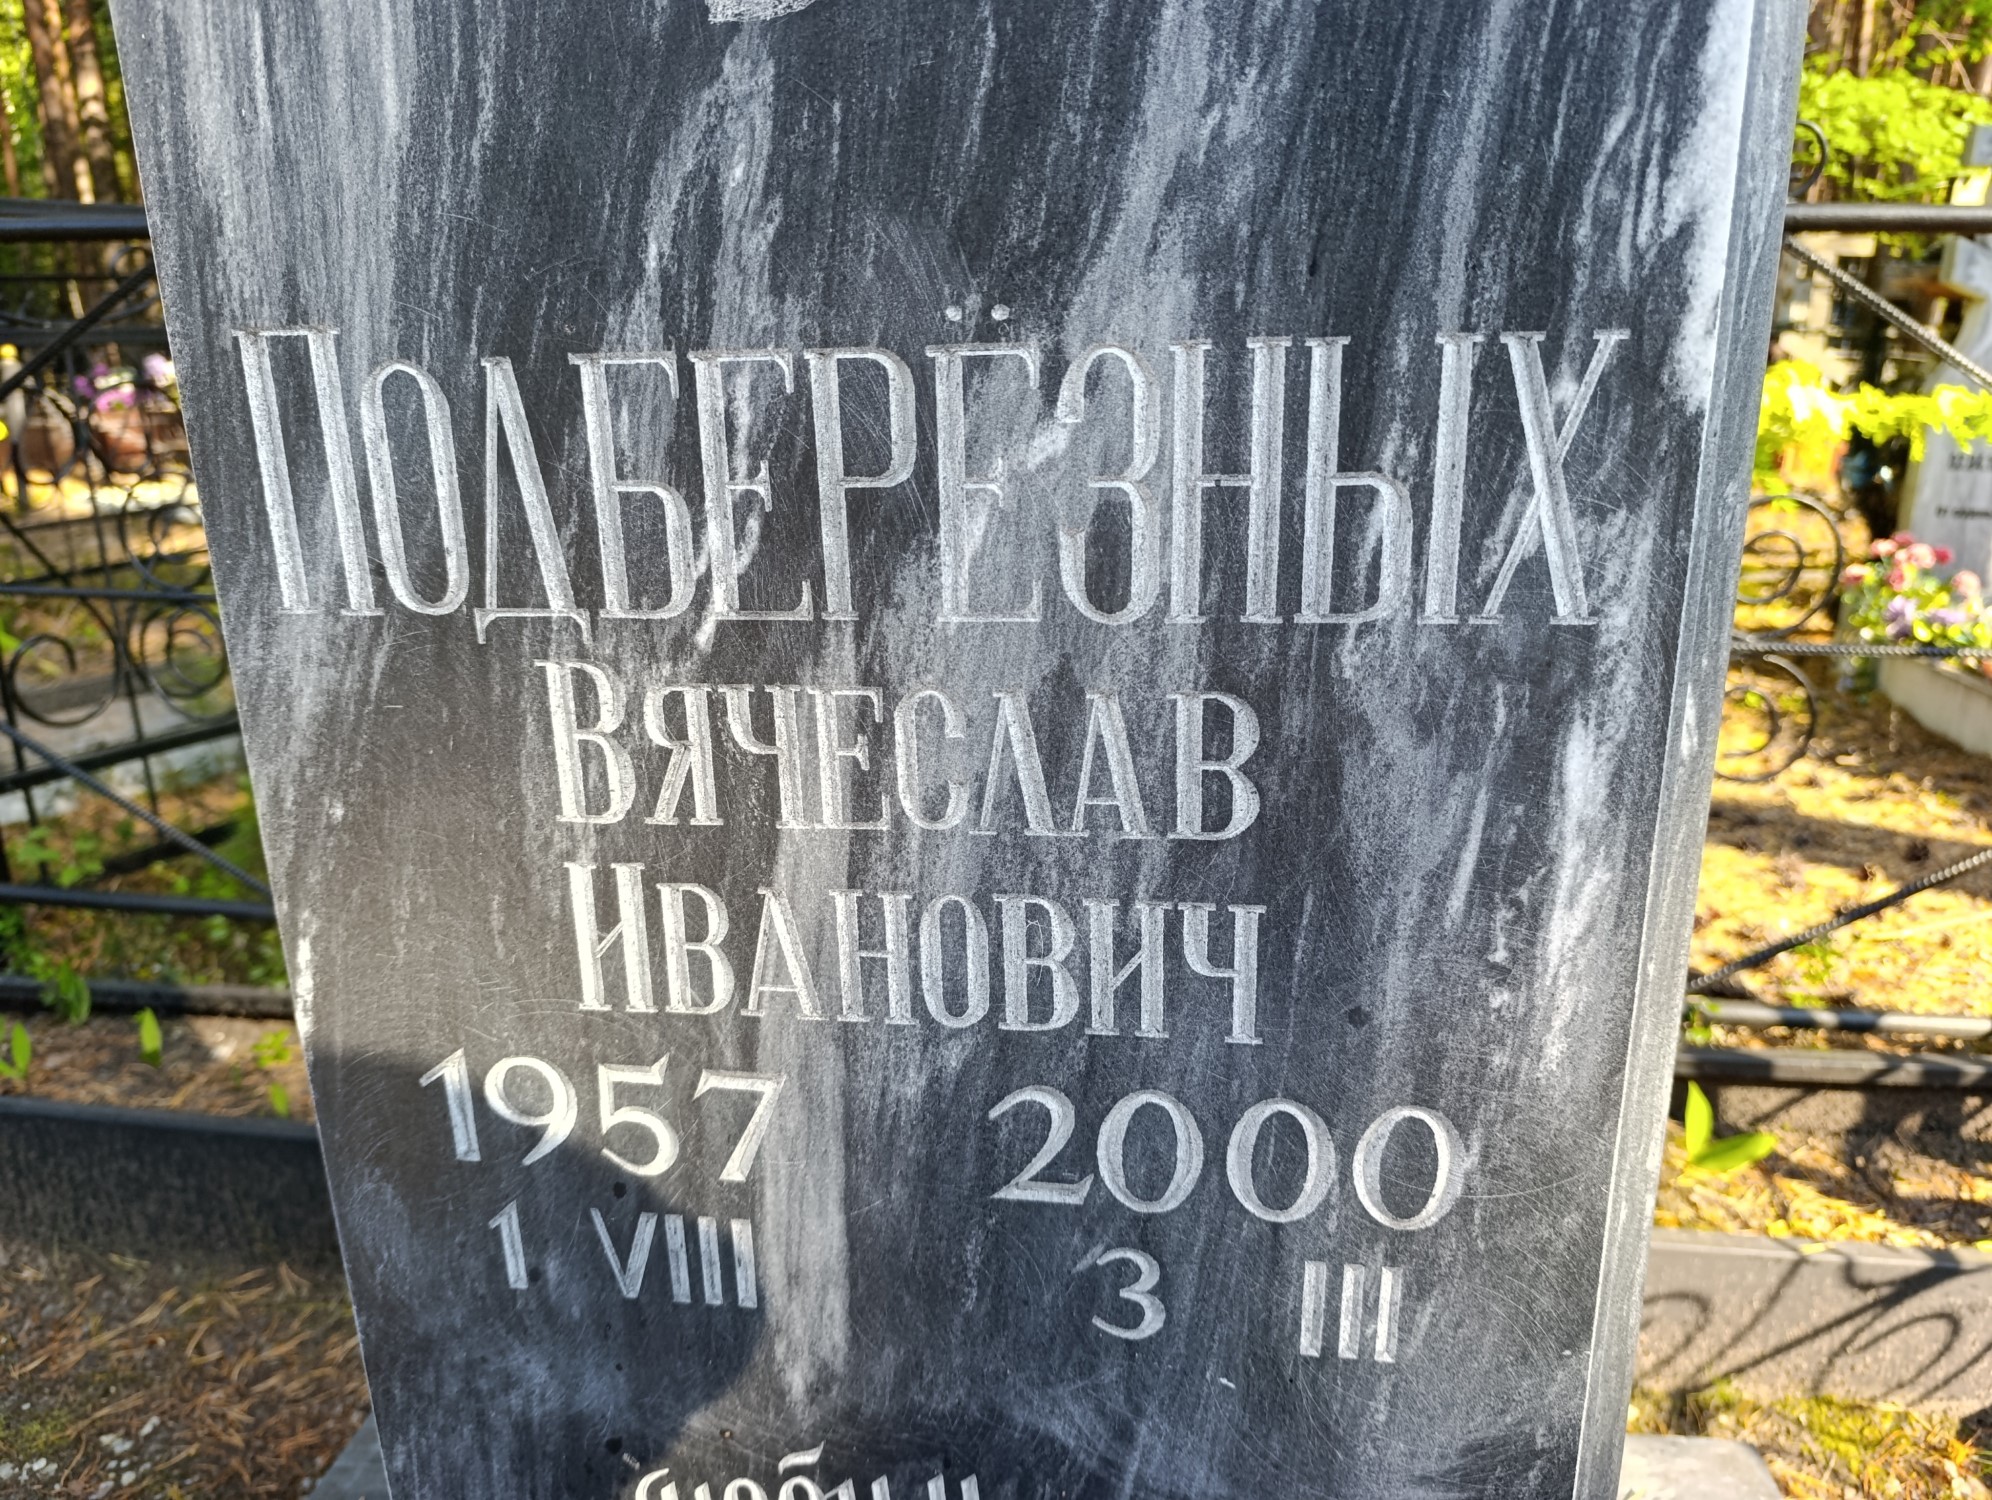 ПОДБЕРЁЗНЫХ
ВЯЧЕСЛАВ
ИВАНОВИЧ
1957 2000
1 VIII 3 III